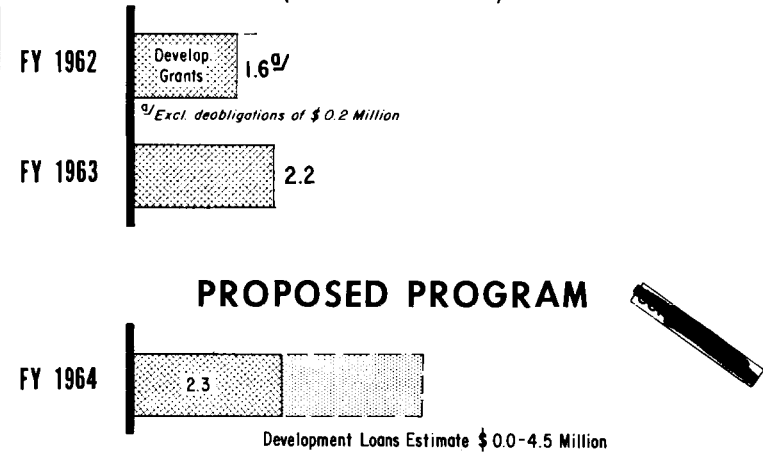 FY 1962
Develop.
Grants
1.6 a/
a/ Excl. deobligations of $ 0.2 Million
FY 1963
2.2
PROPOSED PROGRAM
FY 1964
2.3
Development Loans Estimate $ 0.0-4.5 Million